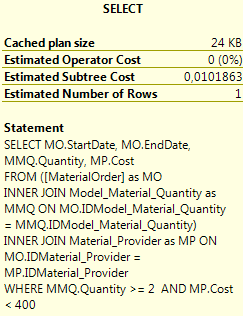 SELECT
Cached plan size 24 KB
Estimated Operator Cost 0 (0%)
Estimated Subtree Cost 0,0101863
Estimated Number of Rows 1
Statement
SELECT MO.StartDate, MO.EndDate,
MMQ.Quantity, MP.Cost
FROM ([MaterialOrder] as MO
INNER JOIN Model_Material_Quantity as
MMQ ON MO.IDModel_Material_Quantity
= MMQ.IDModel_Material_Quantity)
INNER JOIN Material_Provider as MP ON
MO.IDMaterial_Provider =
MP.IDMaterial_Provider
WHERE MMQ.Quantity >= 2  AND MP.Cost
< 400